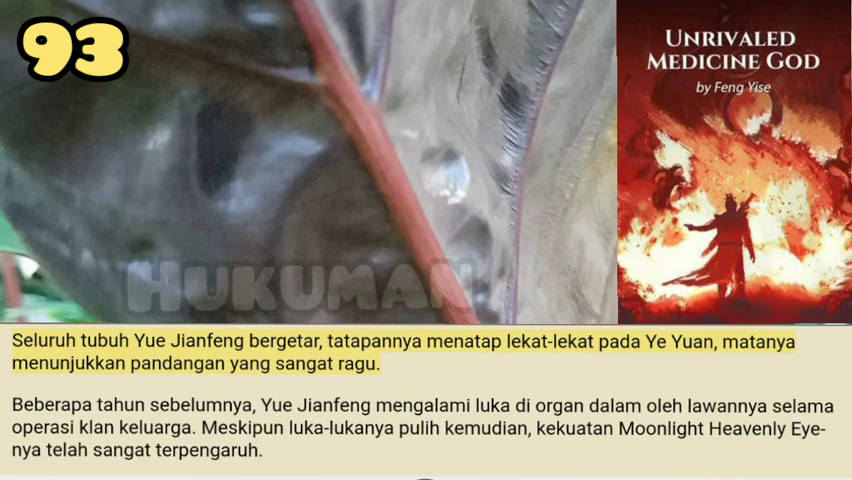 93
UNRIVALED
MEDICINE GOD
by Feng Yise
HUKUMAN
Seluruh tubuh Yue Jianfeng bergetar, tatapannya menatap lekat-lekat pada Ye Yuan, matanya
menunjukkan pandangan yang sangat ragu.
Beberapa tahun sebelumnya, Yue Jianfeng mengalami luka di organ dalam oleh lawannya selama
operasi klan keluarga. Meskipun luka-lukanya pulih kemudian, kekuatan Moonlight Heavenly Eye-
nya telah sangat terpengaruh.